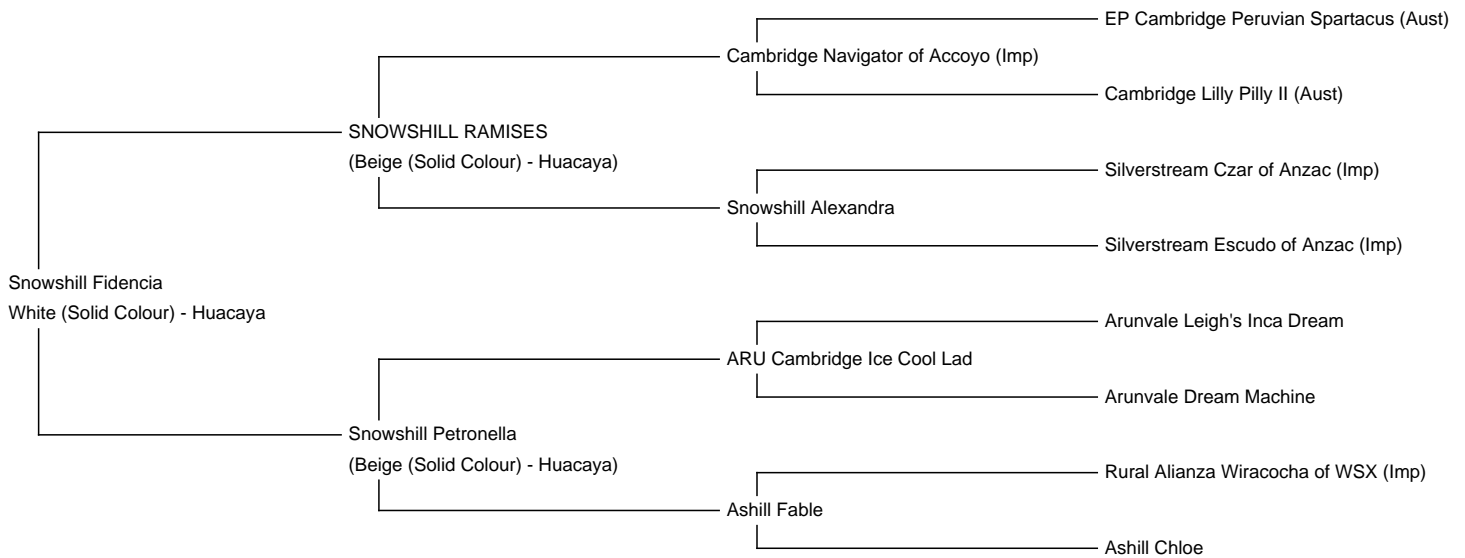 EP Cambridge Peruvian Spartacus (Aust)
Cambridge Navigator of Accoyo (Imp)
Cambridge Lilly Pilly II (Aust)
SNOWSHILL RAMISES
(Beige (Solid Colour) - Huacaya)
Silverstream Czar of Anzac (Imp)
Snowshill Alexandra
Silverstream Escudo of Anzac (Imp)
Snowshill Fidencia
White (Solid Colour) - Huacaya
Arunvale Leigh's Inca Dream
ARU Cambridge Ice Cool Lad
Arunvale Dream Machine
Snowshill Petronella
(Beige (Solid Colour) - Huacaya)
Rural Alianza Wiracocha of WSX (Imp)
Ashill Fable
Ashill Chloe